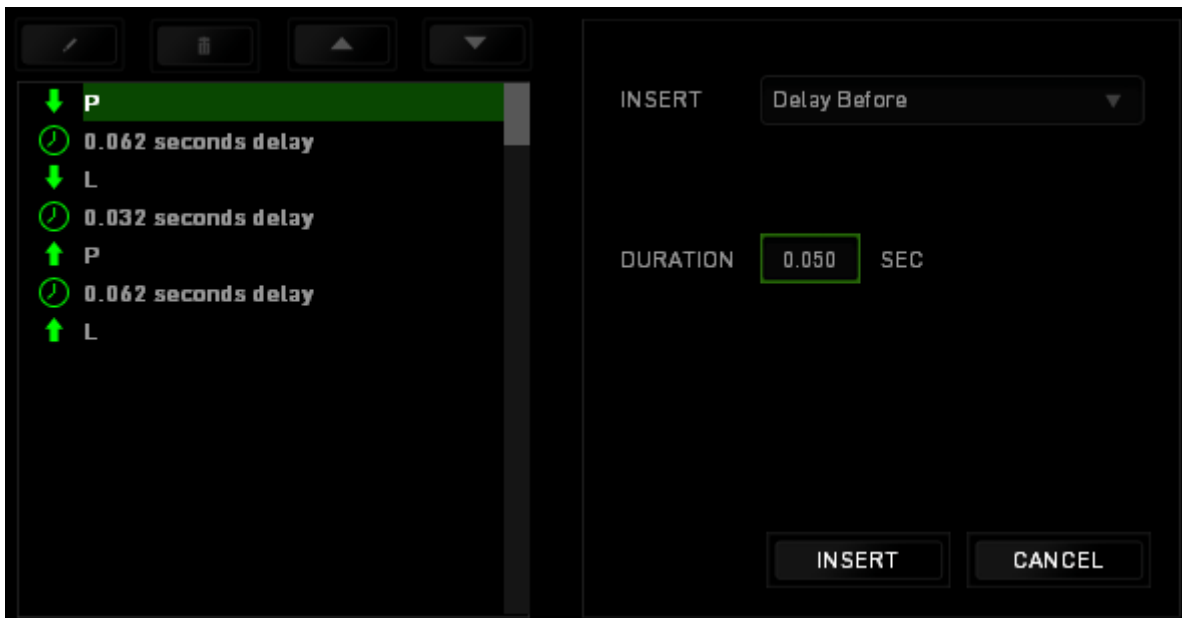 P
0.062 seconds delay
L
0.032 seconds delay
P
0.062 seconds delay
L
INSERT Delay Before
DURATION 0.050 SEC
INSERT CANCEL